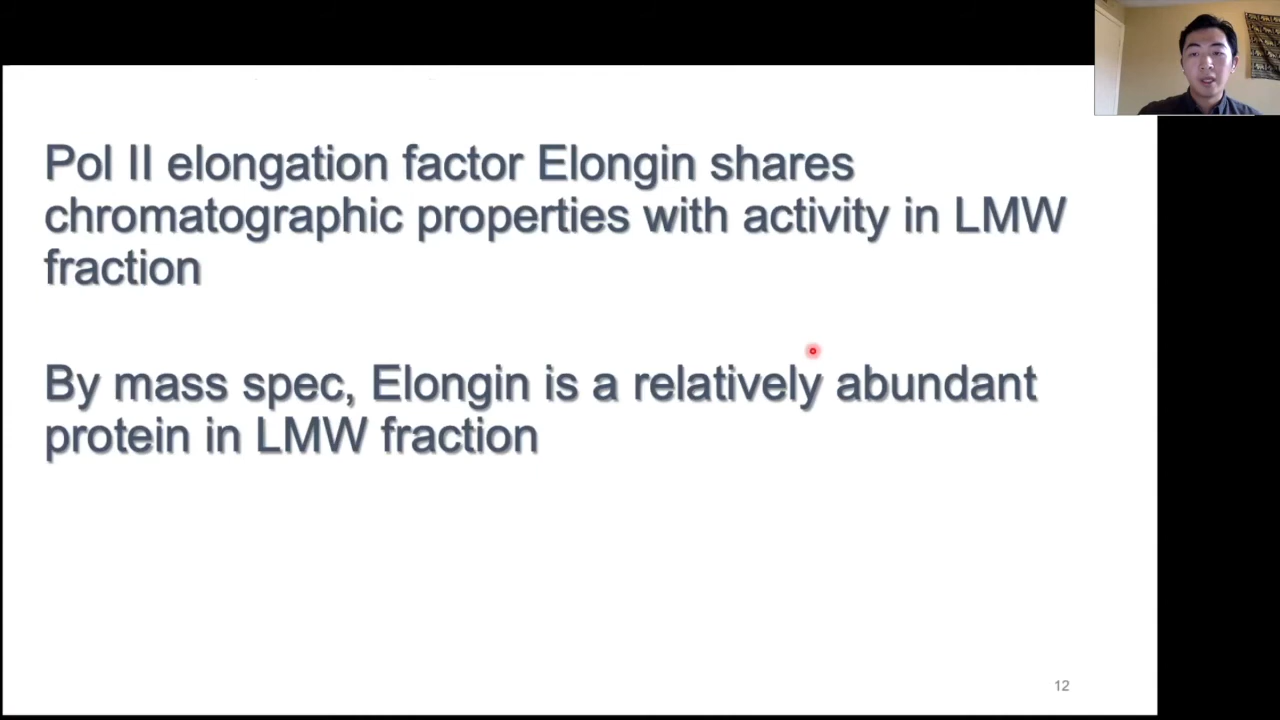 Pol II elongation factor Elongin shares
chromatographic properties with activity in LMW
fraction
By mass spec, Elongin is a relatively abundant
protein in LMW fraction
12